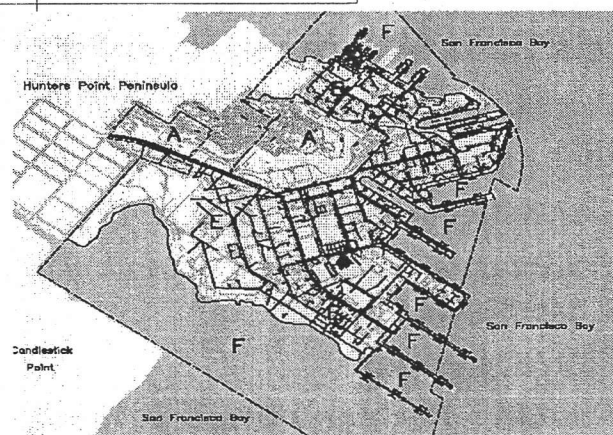 F
San Francisco Bay
Hunters Point Peninsula
A
A
F
F
E
F
F
San Francisco Bay
F
Candlestick
Point
San Francisco Bay